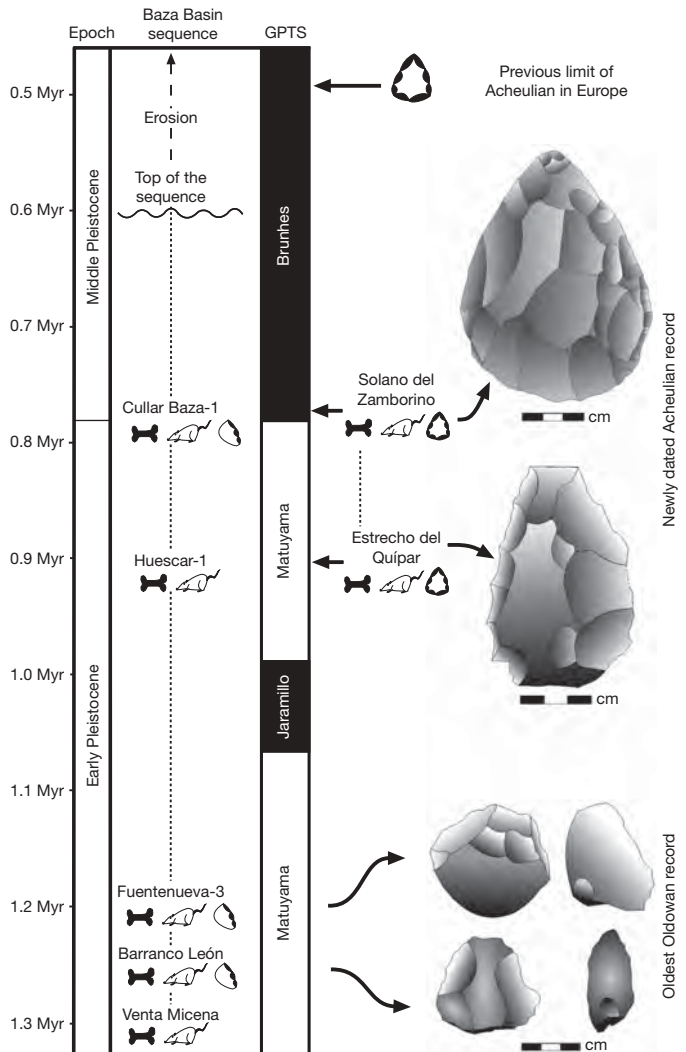 Epoch
Baza Basin
sequence
GPTS
0.5 Myr
0.6 Myr
0.7 Myr
0.8 Myr
0.9 Myr
1.0 Myr
1.1 Myr
1.2 Myr
1.3 Myr
Middle Pleistocene
Early Pleistocene
Erosion
Top of the
sequence
Cullar Baza-1
Huescar-1
Fuentenueva-3
Barranco León
Venta Micena
Brunhes
Matuyama
Jaramillo
Matuyama
Previous limit of
Acheulian in Europe
Solano del
Zamborino
cm
Estrecho del
Quípar
cm
cm
Newly dated Acheulian record
Oldest Oldowan record